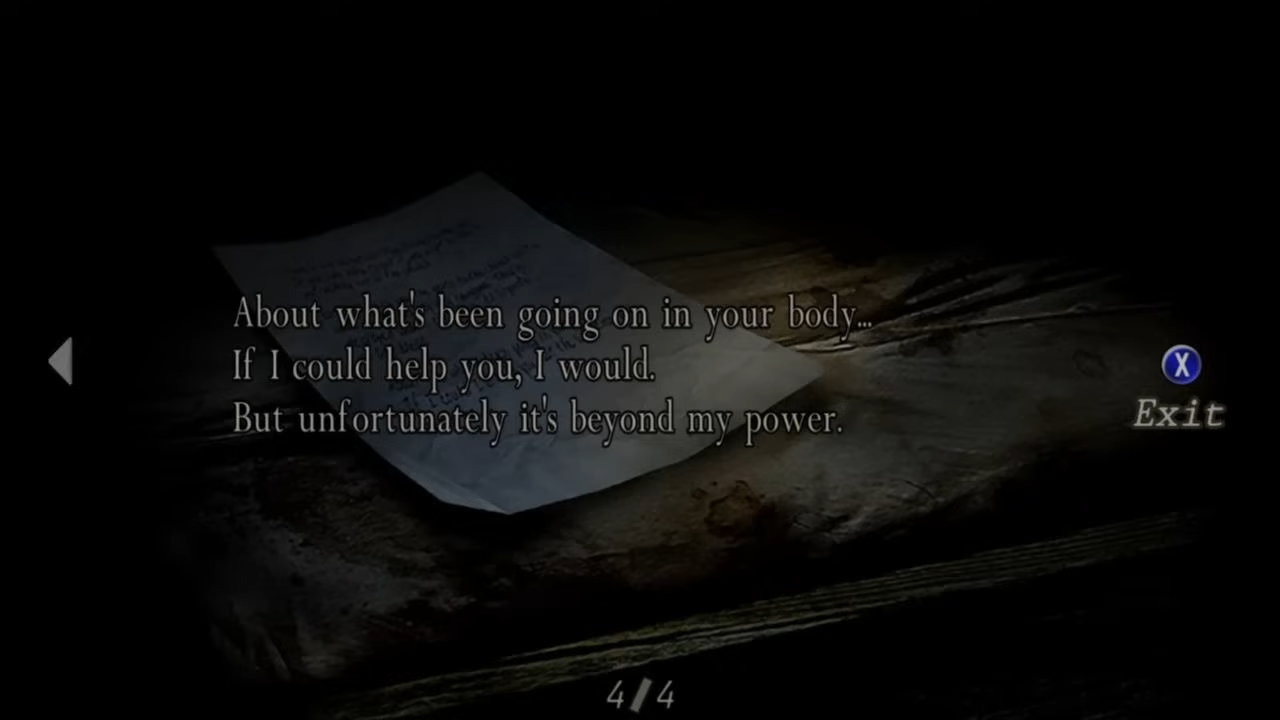 About what's been going on in your body...
If I could help you, I would.
But unfortunately it's beyond my power.
X
Exit
4/4